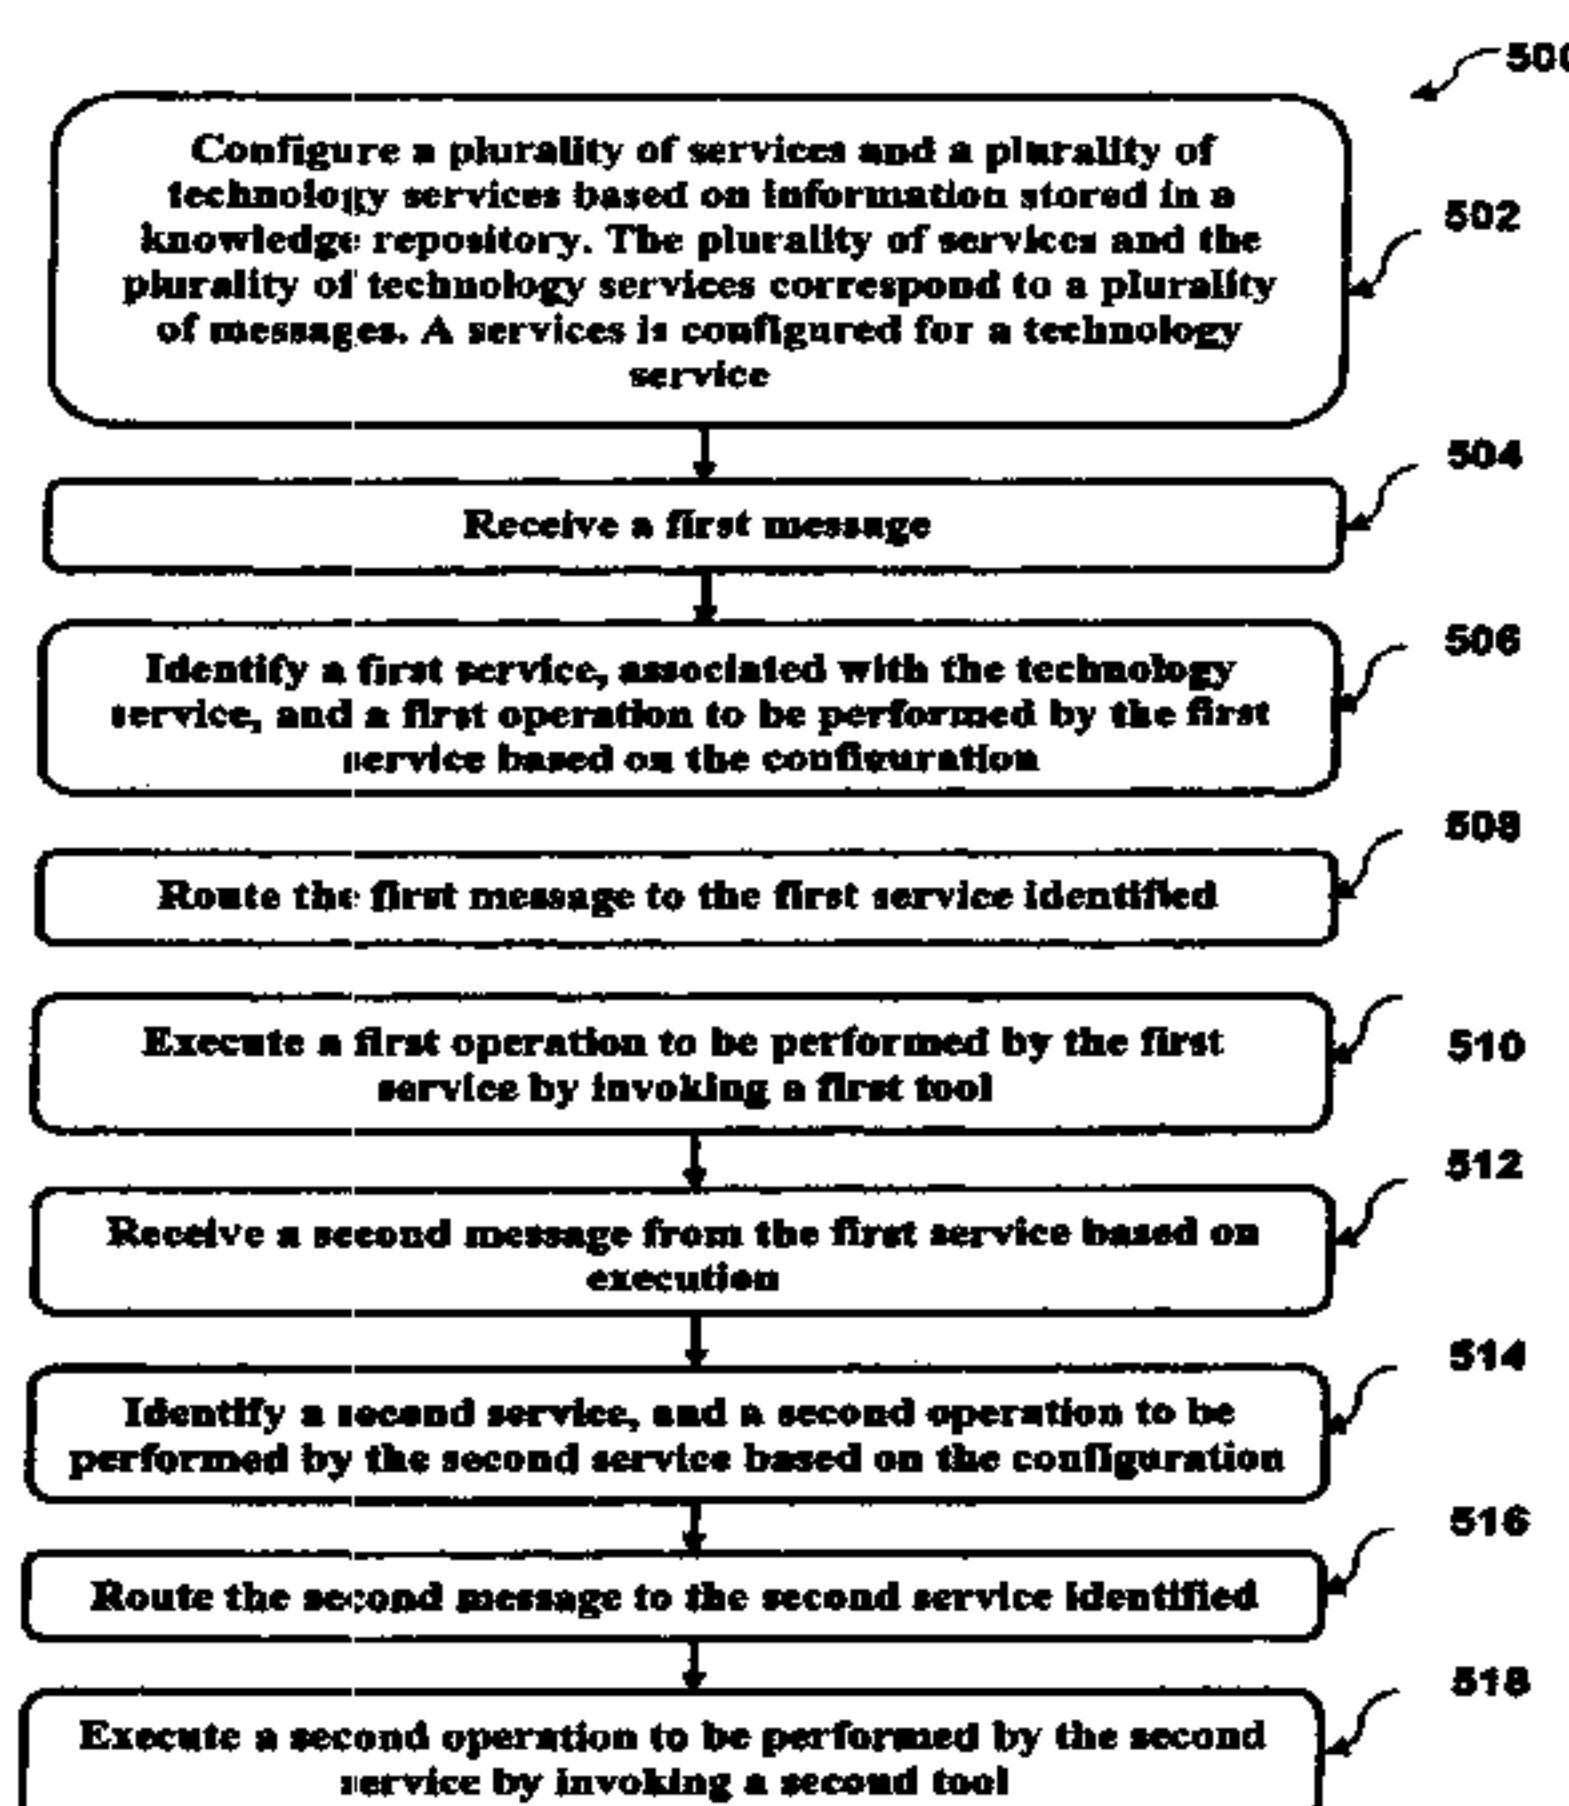 500
Configure a plurality of services and a plurality of
technology services based on information stored in a
knowledge repository. The plurality of services and the
plurality of technology services correspond to a plurality
of messages. A services is configured for a technology
service
502
504
Receive a first message
506
Identify a first service, associated with the technology
service, and a first operation to be performed by the first
service based on the configuration
508
Route the first message to the first service identified
Execute a first operation to be performed by the first
service by invoking a first tool
510
512
Receive a second message from the first service based on
execution
514
Identify a second service, and a second operation to be
performed by the second service based on the configuration
516
Route the second message to the second service identified
518
Execute a second operation to be performed by the second
service by invoking a second tool